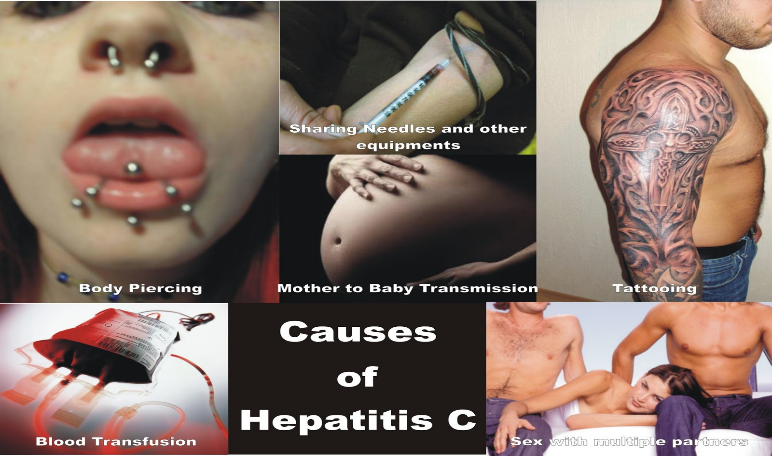 Sharing Needles and other
equipments
Body Piercing
Mother to Baby Transmission
Tattooing
Causes
of
Hepatitis C
Blood Transfusion
Sex with multiple partners